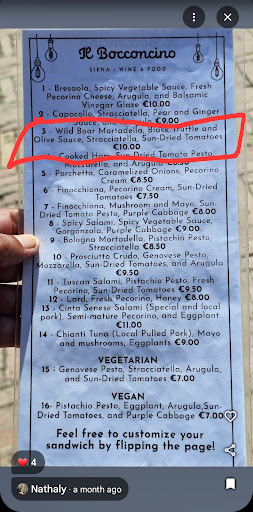 Il Bocconcino
SIENA - WINE & FOOD
1 - Bresaola, Spicy Vegetable Sauce, Fresh
Pecorino Cheese, Arugula, and Balsamic
Vinegar Glaze €10.00
2 - Capocollo, Stracciatella, Pear and Ginger
Sauce, and €9.00
3 - Wild Boar Mortadella, Black Truffle and
Olive Sauce, Stracciatella, Sun-Dried Tomatoes
€10.00
Cooked Ham, Sun-Dried Tomato Pesto,
Mozzarella, and Arugula
5 - Porchetta, Caramelized Onions, Pecorino
Cream €8.50
6 - Finocchiona, Pecorino Cream, Sun-Dried
Tomatoes €7.50
7 - Finocchiona, Mushroom and Mayo, Sun-
Dried Tomato Pesto, Purple Cabbage €8.00
8 - Spicy Salami, Spicy Vegetable Sauce,
Gorgonzola, Purple Cabbage €9.00
9 - Bologna Mortadella, Pistachio Pesto,
Stracciatella €8.50
10 - Prosciutto Crudo, Genovese Pesto,
Mozzarella, Sun-Dried Tomatoes, and Arugula
€9.50
11 - Tuscan Salami, Pistachio Pesto, Fresh
Pecorino, Sun-Dried Tomatoes €9.50
12 - Lard, Fresh Pecorino, Honey €8.00
13 - Cinta Senese Salami (Special and local
pork), Semi-mature Pecorino, and Eggplant
€11.00
14 - Chianti Tuna (Local Pulled Pork), Mayo
and mushrooms, Eggplants €9.00
VEGETARIAN
15 - Genovese Pesto, Stracciatella, Arugula,
and Sun-Dried Tomatoes €7.00
VEGAN
16- Pistachio Pesto, Eggplant, Arugula,Sun-
Dried Tomatoes, and Purple Cabbage €7.00
Feel free to customize your
sandwich by flipping the page!
4
Nathaly · a month ago